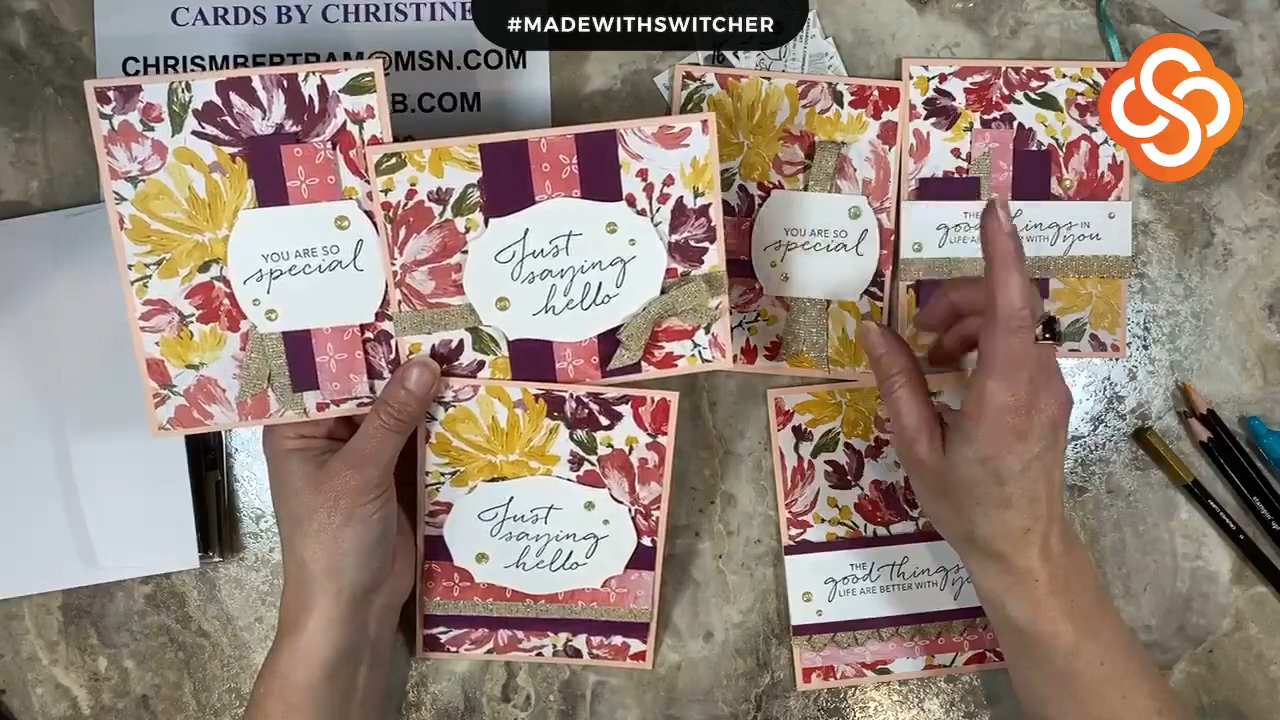 #MADEWITHSWITCHER
CARDS BY CHRISTINE
CHRISMBERTRAM@MSN.COM
B.COM
YOU ARE SO
special
Just
saying
hello
YOU ARE SO
special
THE
good things IN
LIFE ARE BETTER WITH you
Just
saying
hello
THE
good things
LIFE ARE BETTER WITH